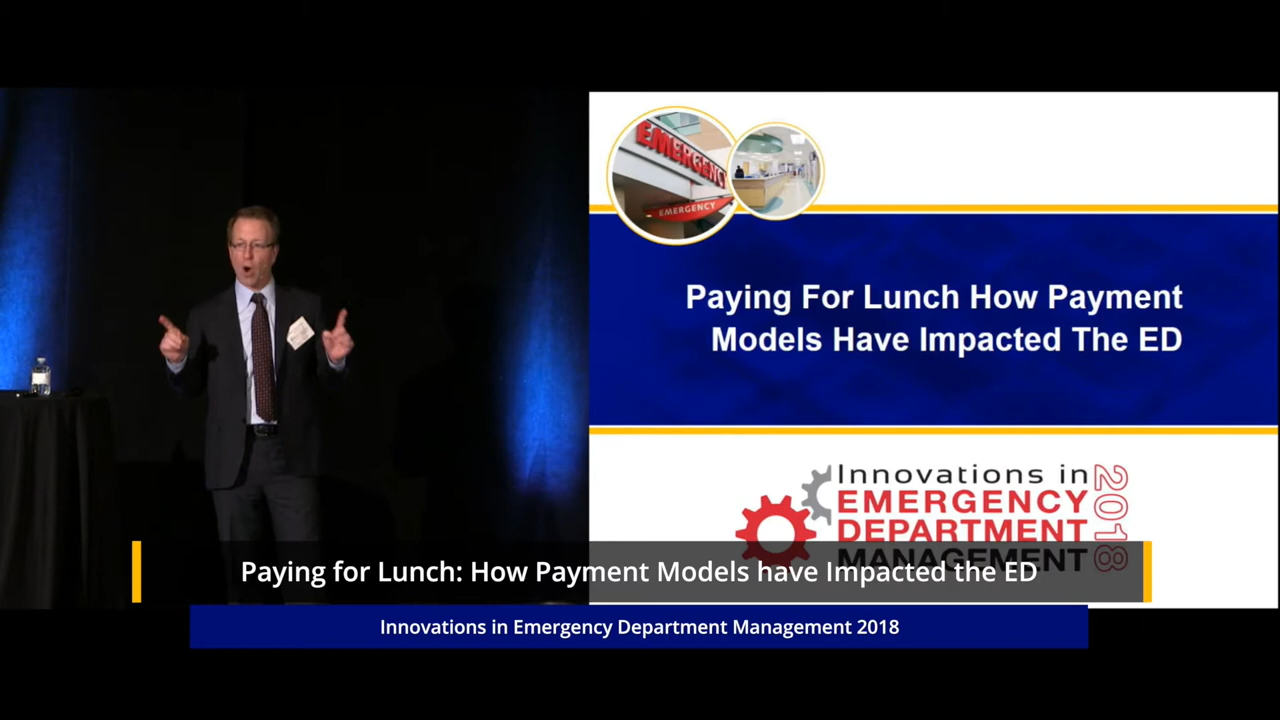 EMERGENCY
EMERGENCY
Paying For Lunch How Payment
Models Have Impacted The ED
Innovations in
EMERGENCY
DEPARTMENT
MANAGEMENT
2018
Paying for Lunch: How Payment Models have Impacted the ED
Innovations in Emergency Department Management 2018